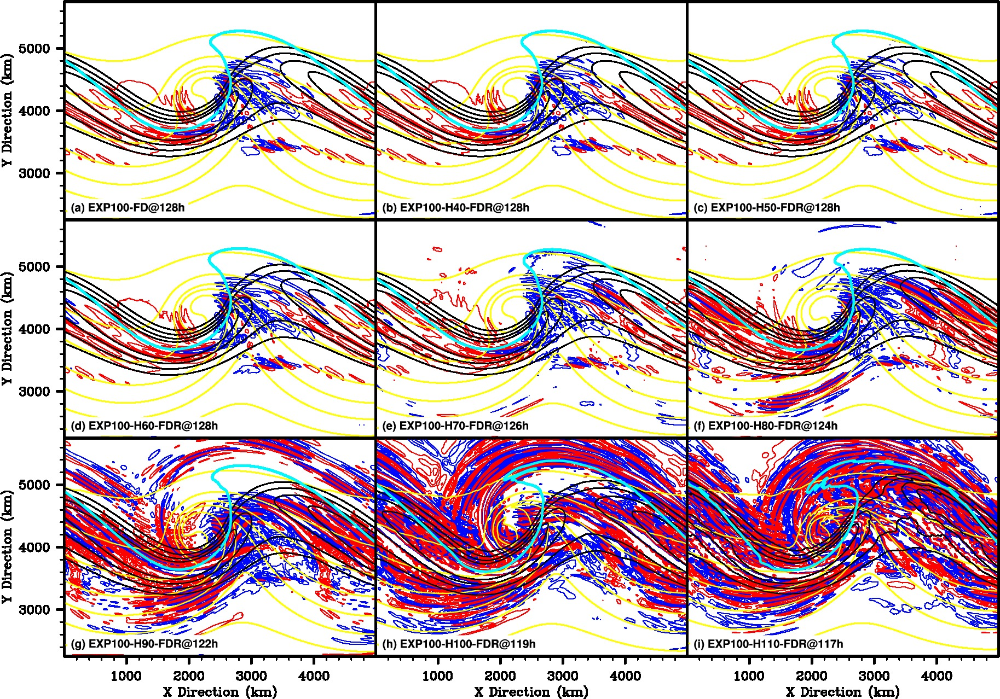 Y Direction (km)
5000
4000
3000
(a) EXP100-FD@128h
(b) EXP100-H40-FDR@128h
(c) EXP100-H50-FDR@128h
Y Direction (km)
5000
4000
3000
(d) EXP100-H60-FDR@128h
(e) EXP100-H70-FDR@126h
(f) EXP100-H80-FDR@124h
Y Direction (km)
5000
4000
3000
(g) EXP100-H90-FDR@122h
(h) EXP100-H100-FDR@119h
(i) EXP100-H110-FDR@117h
1000 2000 3000 4000
1000 2000 3000 4000
1000 2000 3000 4000
X Direction (km)
X Direction (km)
X Direction (km)